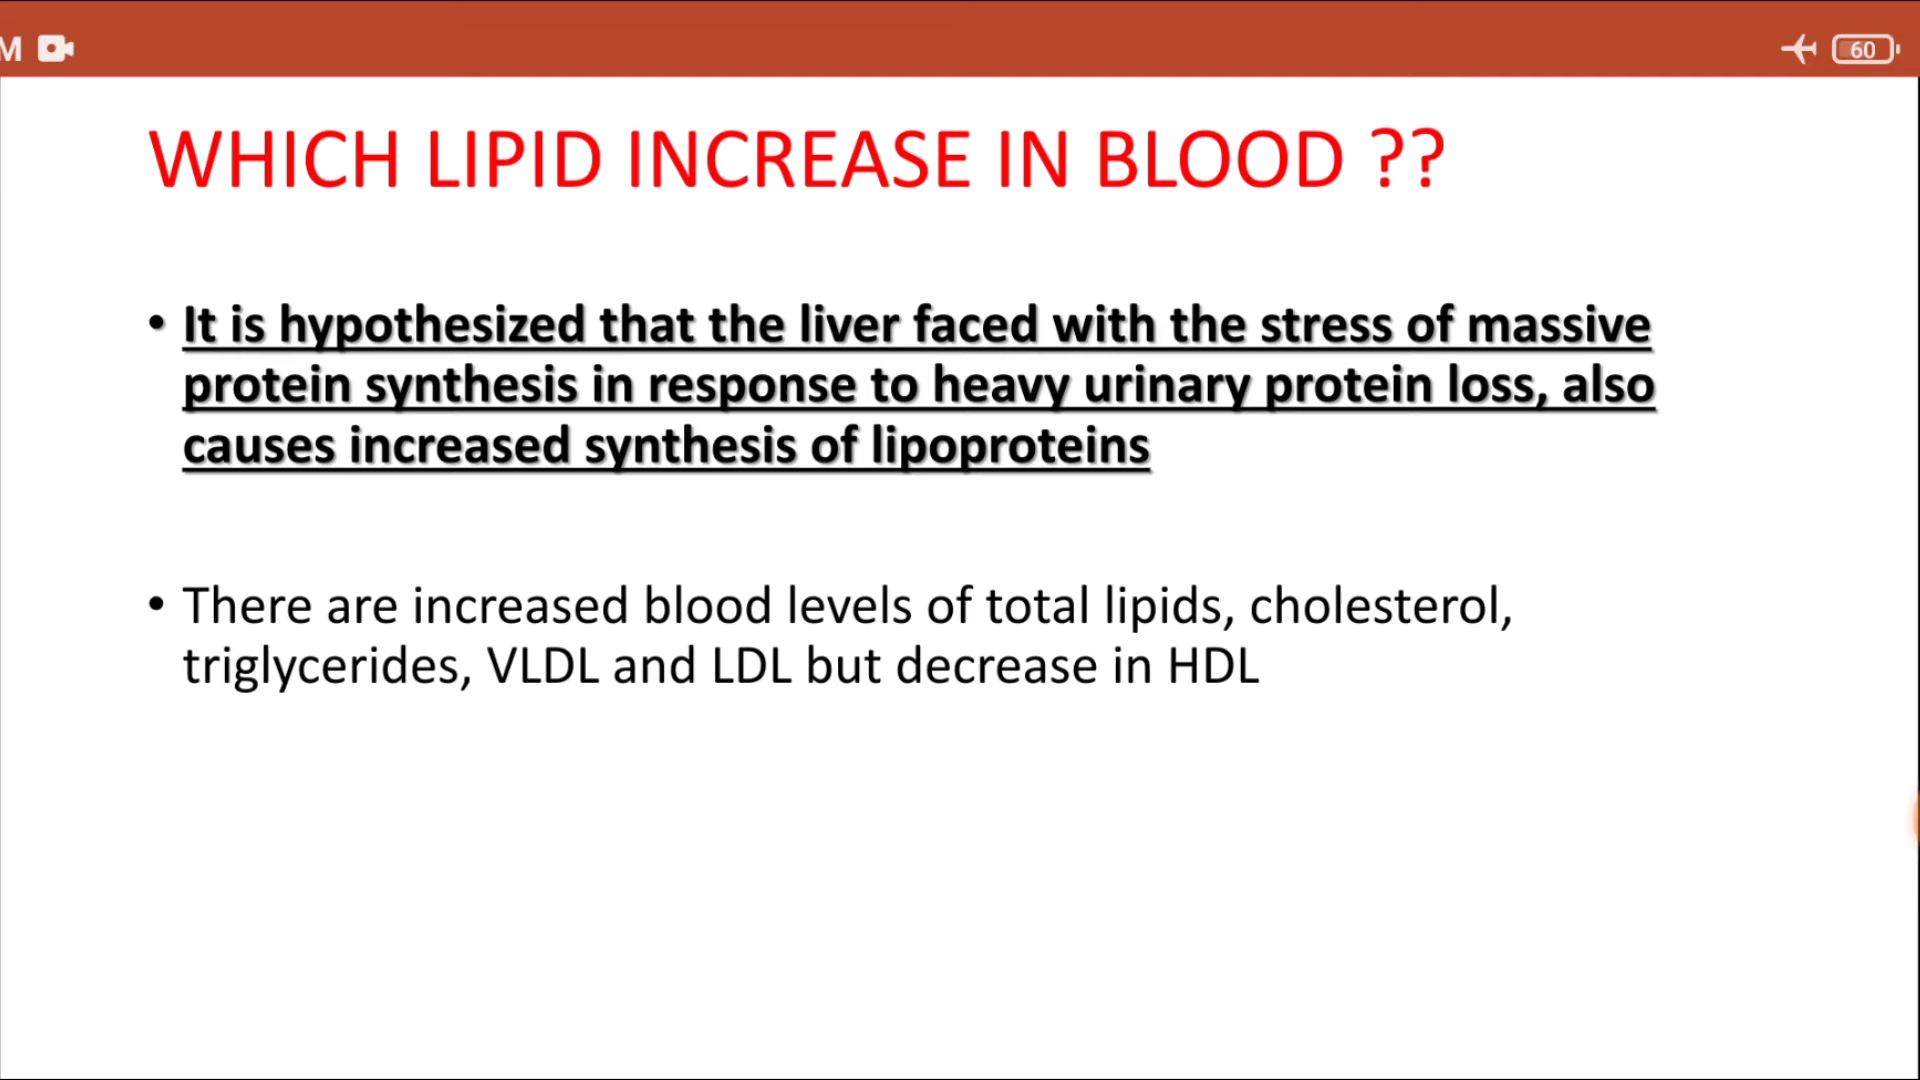 M
60
WHICH LIPID INCREASE IN BLOOD ??
• It is hypothesized that the liver faced with the stress of massive
protein synthesis in response to heavy urinary protein loss, also
causes increased synthesis of lipoproteins
• There are increased blood levels of total lipids, cholesterol,
triglycerides, VLDL and LDL but decrease in HDL